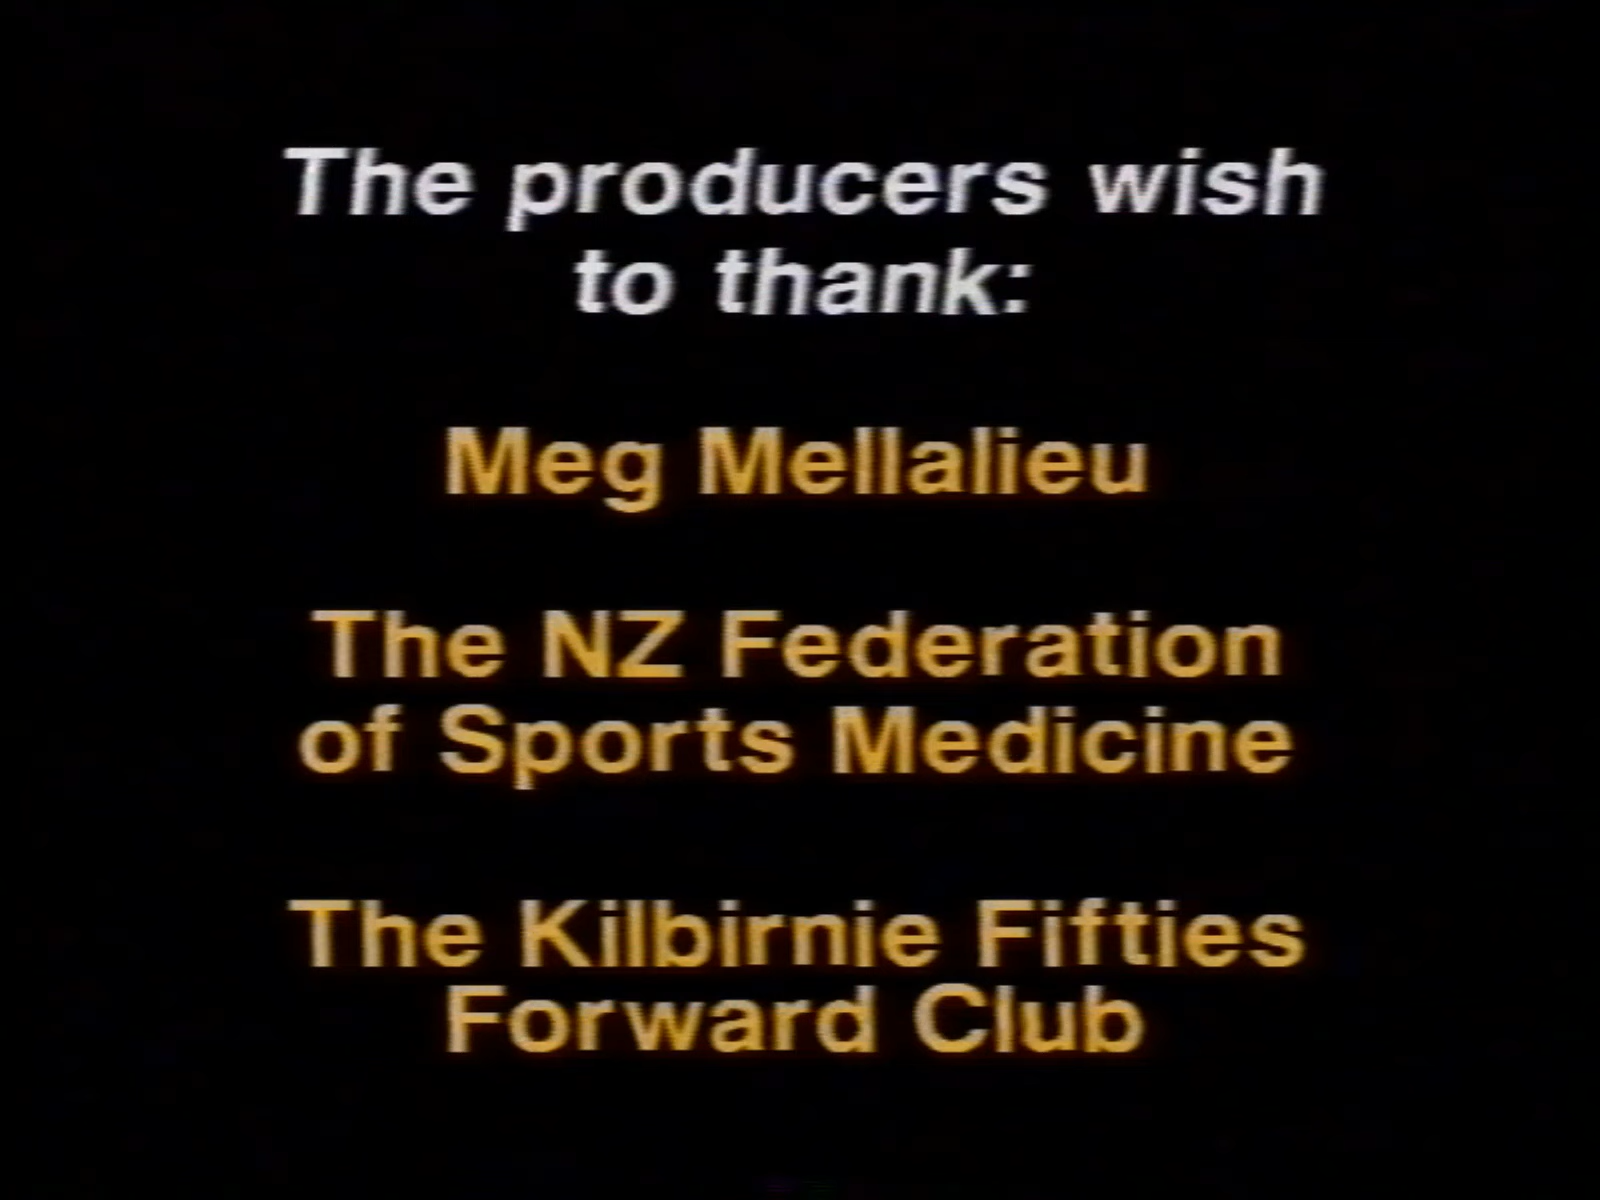 The producers wish
to thank:
Meg Mellalieu
The NZ Federation
of Sports Medicine
The Kilbirnie Fifties
Forward Club